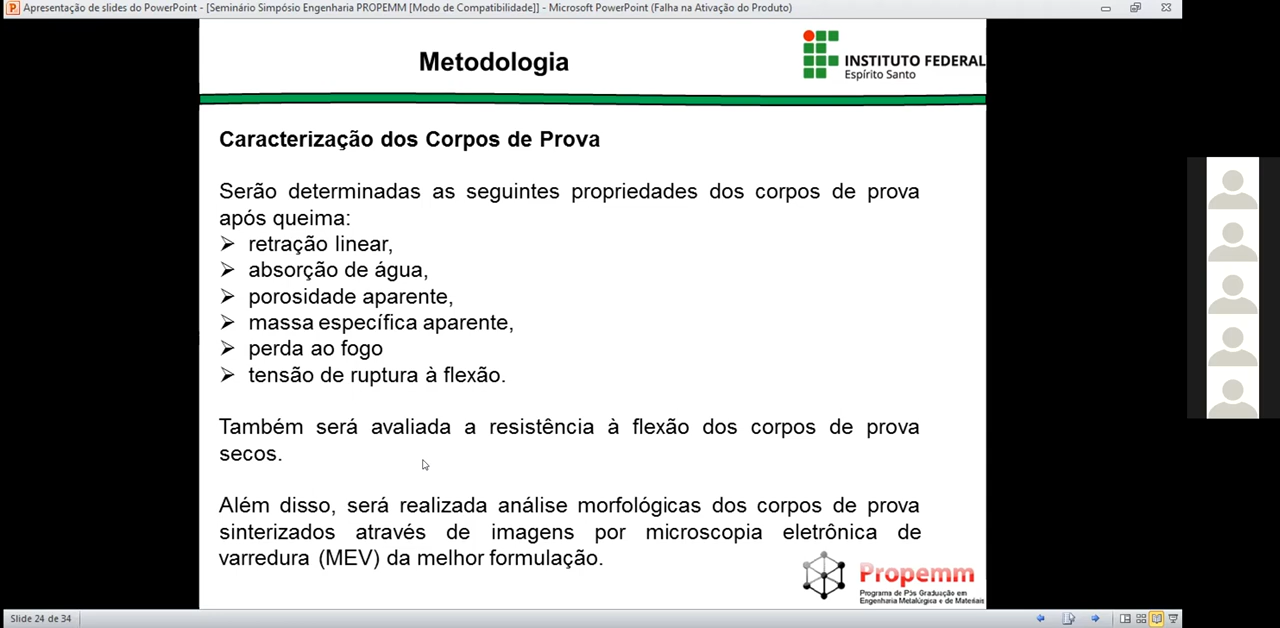 Apresentação de slides do PowerPoint - [Seminário Simpósio Engenharia PROPEMM [Modo de Compatibilidade]] - Microsoft PowerPoint (Falha na Ativação do Produto)
Metodologia
INSTITUTO FEDERAL
Espírito Santo
Caracterização dos Corpos de Prova
Serão determinadas as seguintes propriedades dos corpos de prova
após queima:
retração linear,
absorção de água,
porosidade aparente,
massa específica aparente,
perda ao fogo
tensão de ruptura à flexão.
Também será avaliada a resistência à flexão dos corpos de prova
secos.
Além disso, será realizada análise morfológicas dos corpos de prova
sinterizados através de imagens por microscopia eletrônica de
varredura (MEV) da melhor formulação.
Propemm
Programa de Pós Graduação em
Engenharia Metalúrgica e de Materiais
Slide 24 de 34